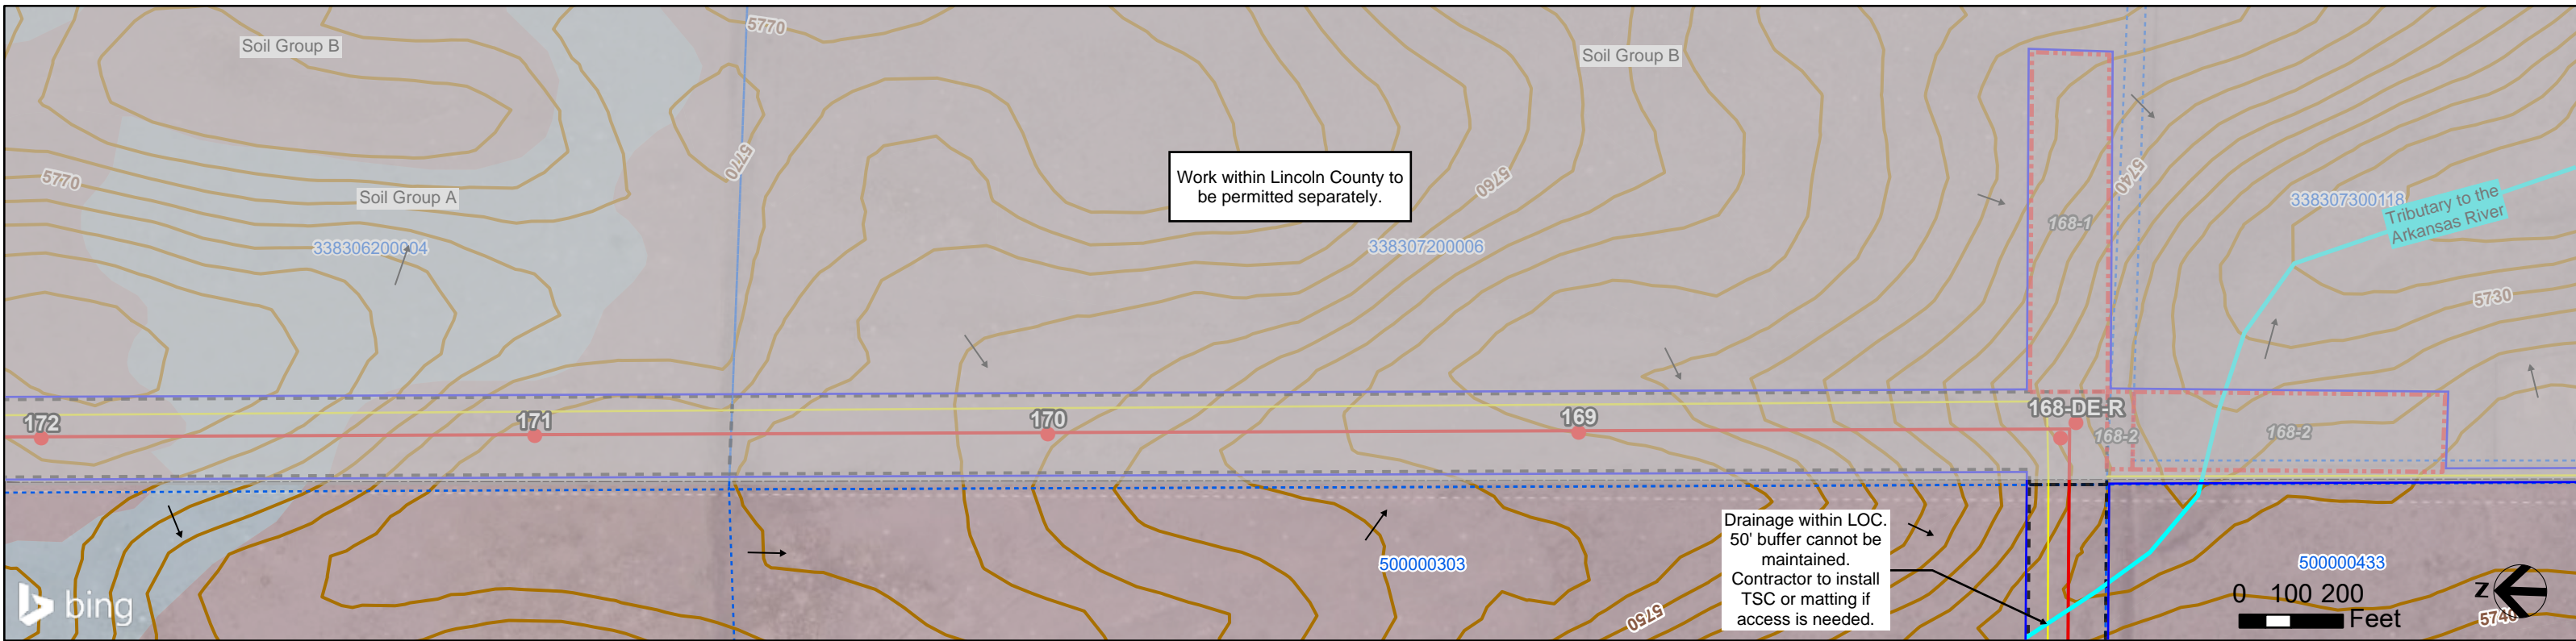 5770
Soil Group B
Soil Group B
Work within Lincoln County to
be permitted separately.
5770
5770
5760
5740
Soil Group A
338306200004
338307200006
168-1
338307300118
Tributary to the
Arkansas River
5730
172
171
170
169
168-DE-R
168-2
168-2
Drainage within LOC.
50' buffer cannot be
maintained.
Contractor to install
TSC or matting if
access is needed.
500000303
500000433
5750
bing
0 100 200
Feet
Z
5740